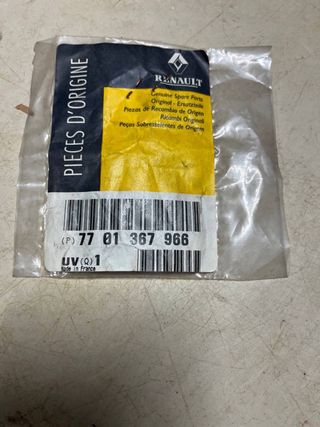 PIECES D'ORIGINE
RENAULT
Genuine Spare Parts
Original - Ersatzteile
Piezas de Recambio de Origen
Ricambi Originali
Peças Sobresselentes de Origem
(P) 77 01 367 966
UV (Q) 1
Made in France